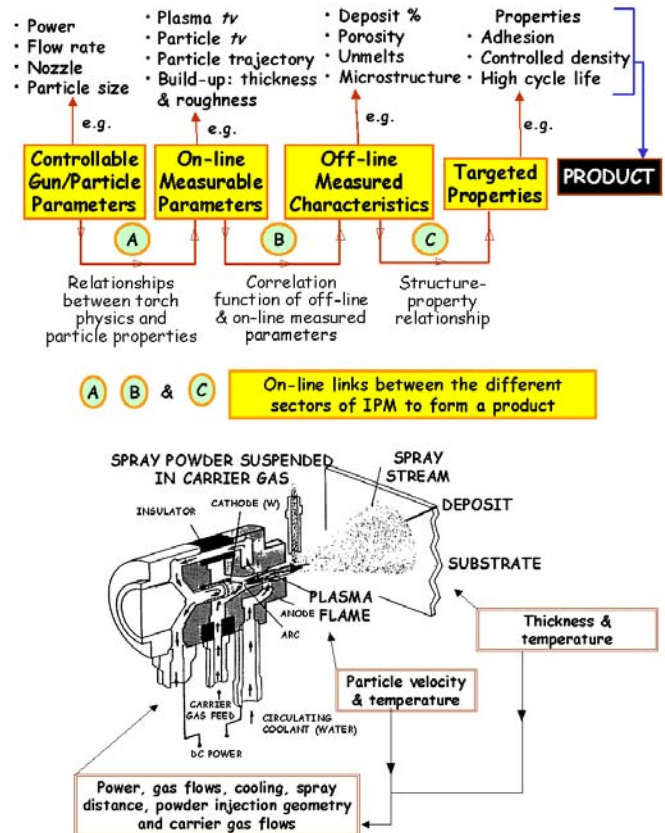 • Power
• Flow rate
• Nozzle
• Particle size
• Plasma tv
• Particle tv
• Particle trajectory
• Build-up: thickness
& roughness
• Deposit %
• Porosity
• Unmelts
• Microstructure
Properties
• Adhesion
• Controlled density
• High cycle life
e.g.
e.g.
e.g.
e.g.
Controllable
Gun/Particle
Parameters
On-line
Measurable
Parameters
Off-line
Measured
Characteristics
Targeted
Properties
PRODUCT
A
B
C
Relationships
between torch
physics and
particle properties
Correlation
function of off-line
& on-line measured
parameters
Structure-
property
relationship
A B & C
On-line links between the different
sectors of IPM to form a product
SPRAY POWDER SUSPENDED
IN CARRIER GAS
SPRAY
STREAM
CATHODE (W)
INSULATOR
DEPOSIT
SUBSTRATE
PLASMA
FLAME
ANODE
ARC
Thickness &
temperature
Particle velocity
& temperature
CARRIER
GAS FEED
CIRCULATING
COOLANT (WATER)
DC POWER
Power, gas flows, cooling, spray
distance, powder injection geometry
and carrier gas flows